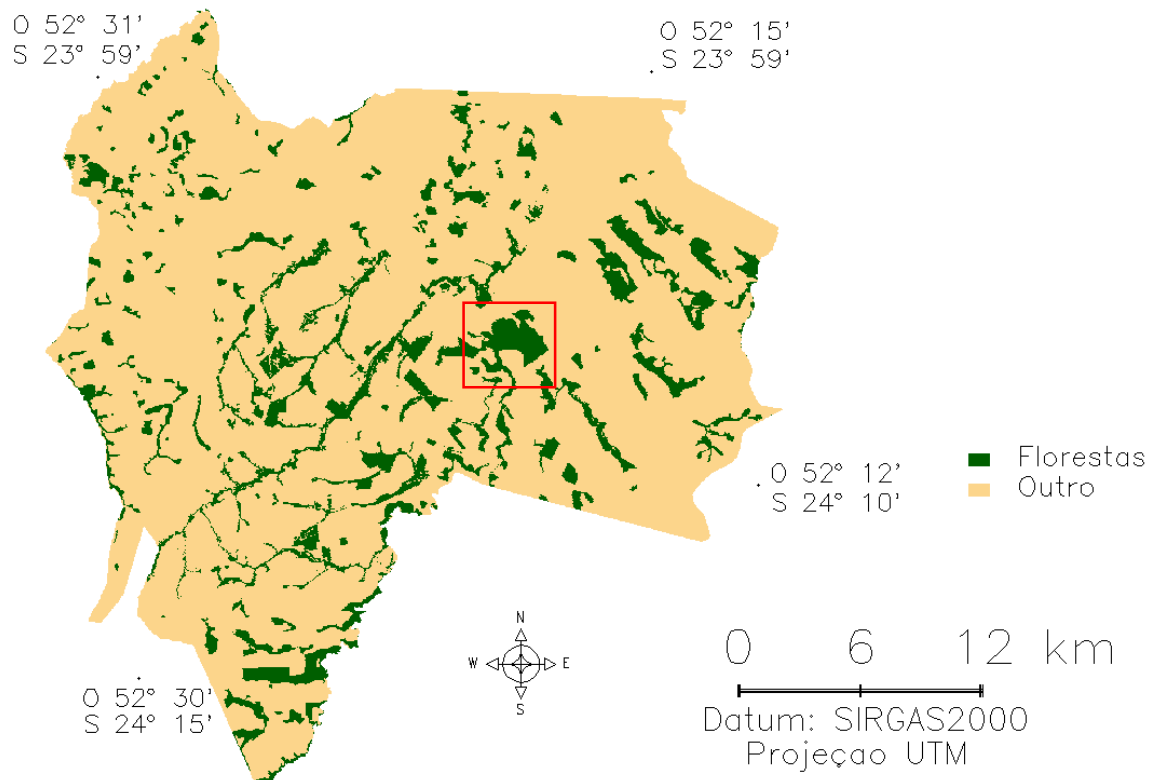 O 52° 31'
S 23° 59'
O 52° 15'
S 23° 59'
Florestas
Outro
O 52° 12'
S 24° 10'
N
W E
S
0 6 12 km
O 52° 30'
S 24° 15'
Datum: SIRGAS2000
Projeçao UTM